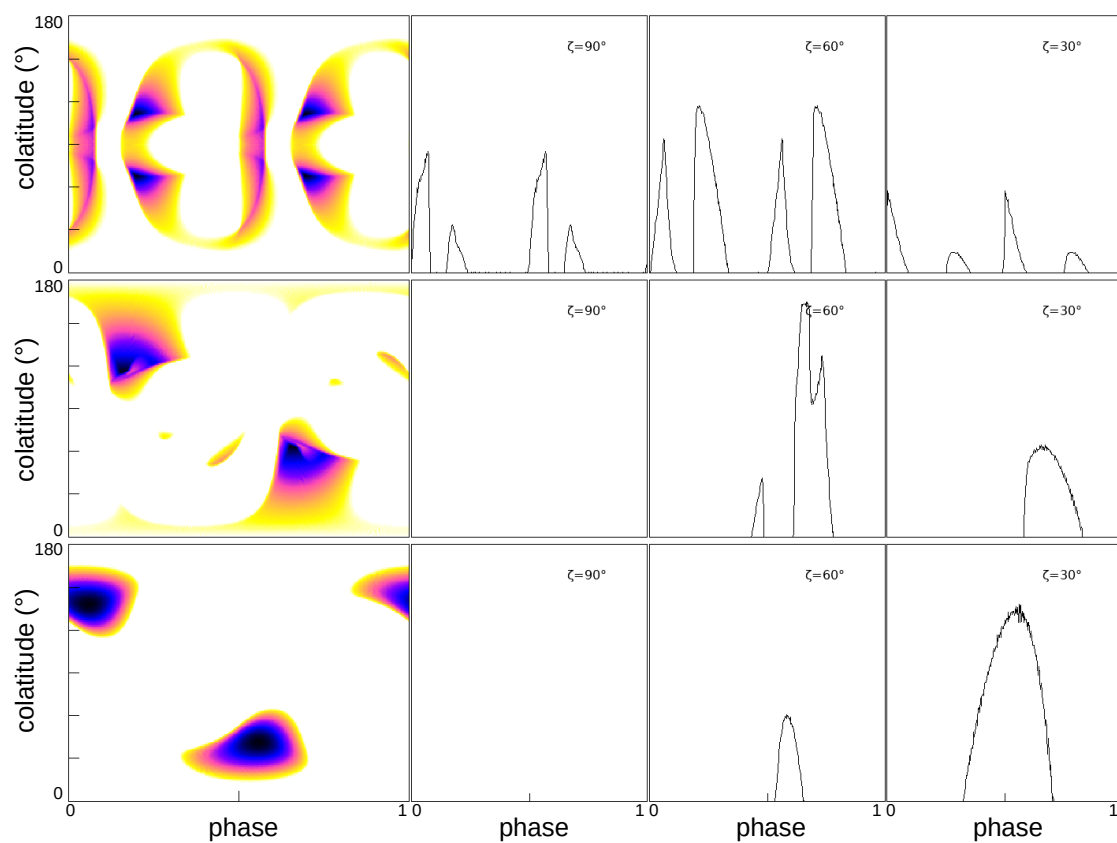 180
colatitude (°)
0
ζ=90°
ζ=60°
ζ=30°
180
colatitude (°)
0
ζ=90°
ζ=60°
ζ=30°
180
colatitude (°)
0
ζ=90°
ζ=60°
ζ=30°
0 1 0 1 0 1 0 1
phase phase phase phase